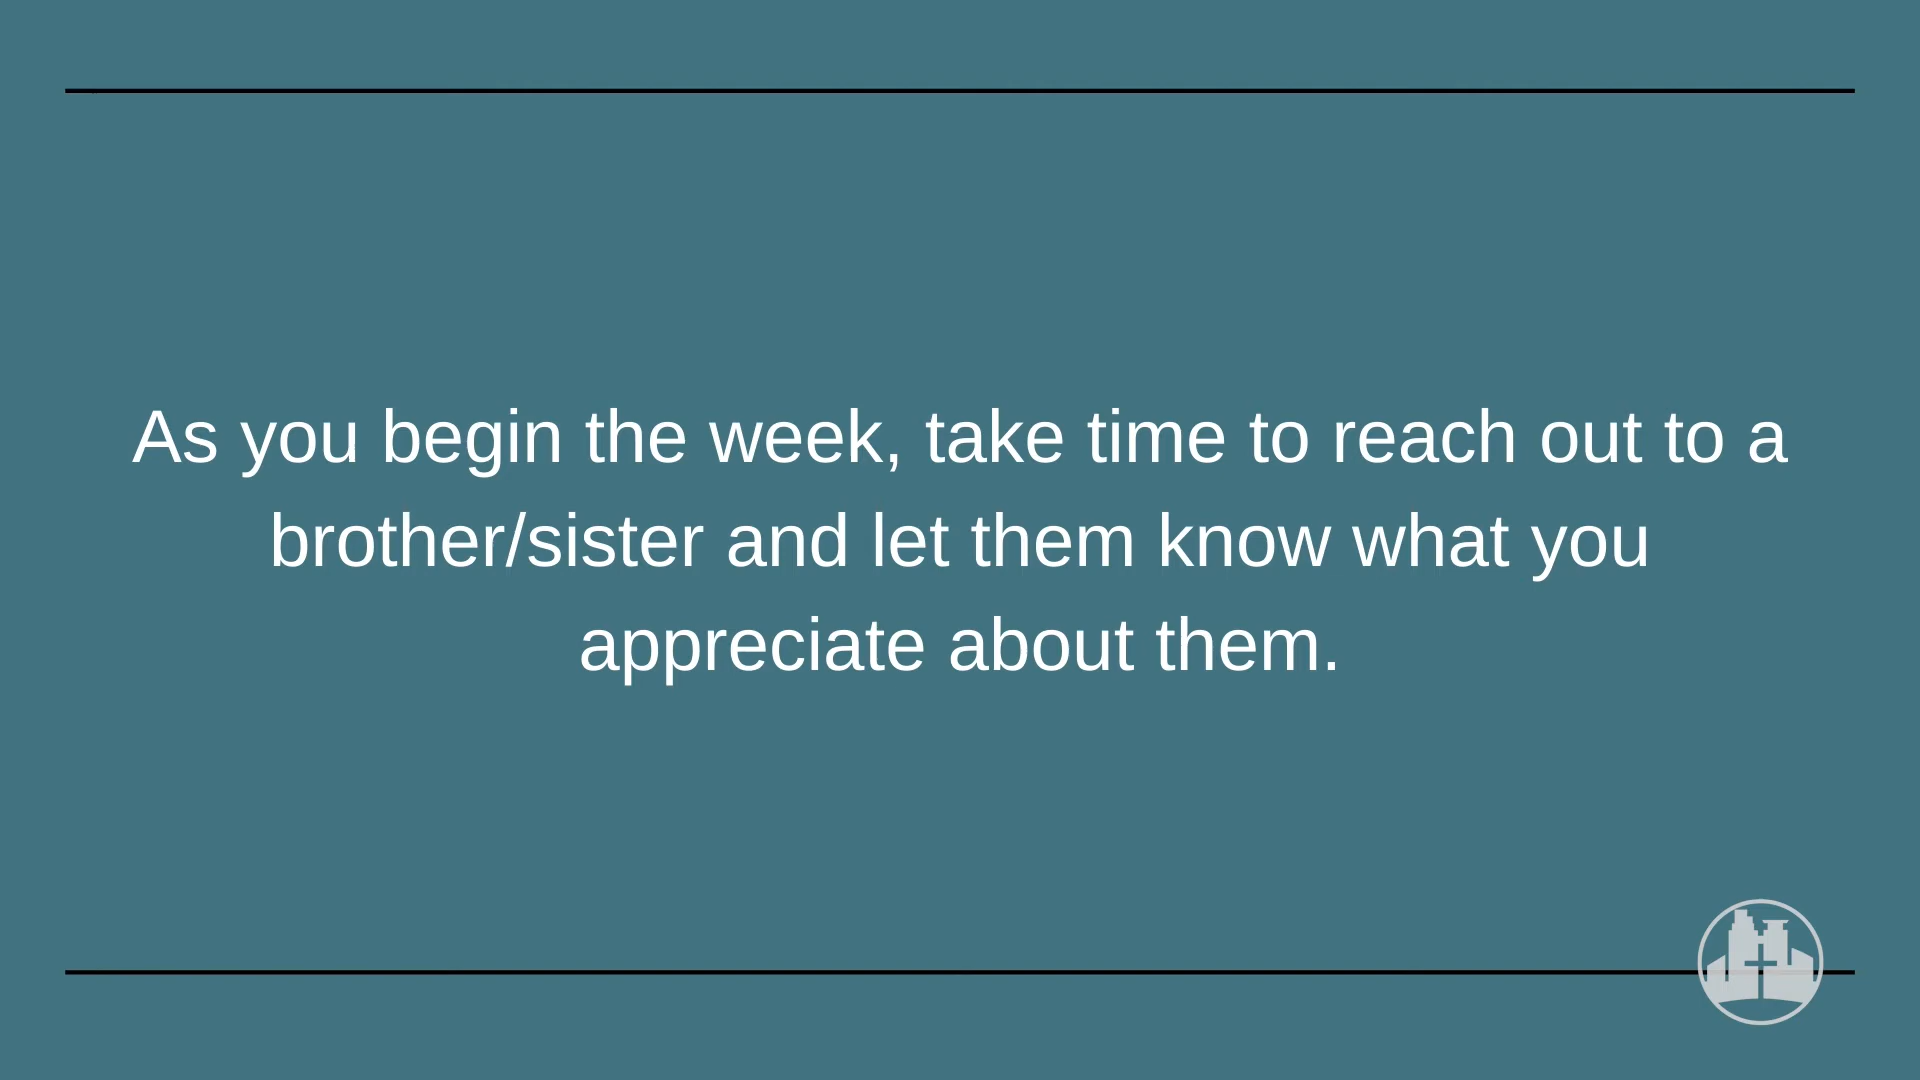 As you begin the week, take time to reach out to a
brother/sister and let them know what you
appreciate about them.